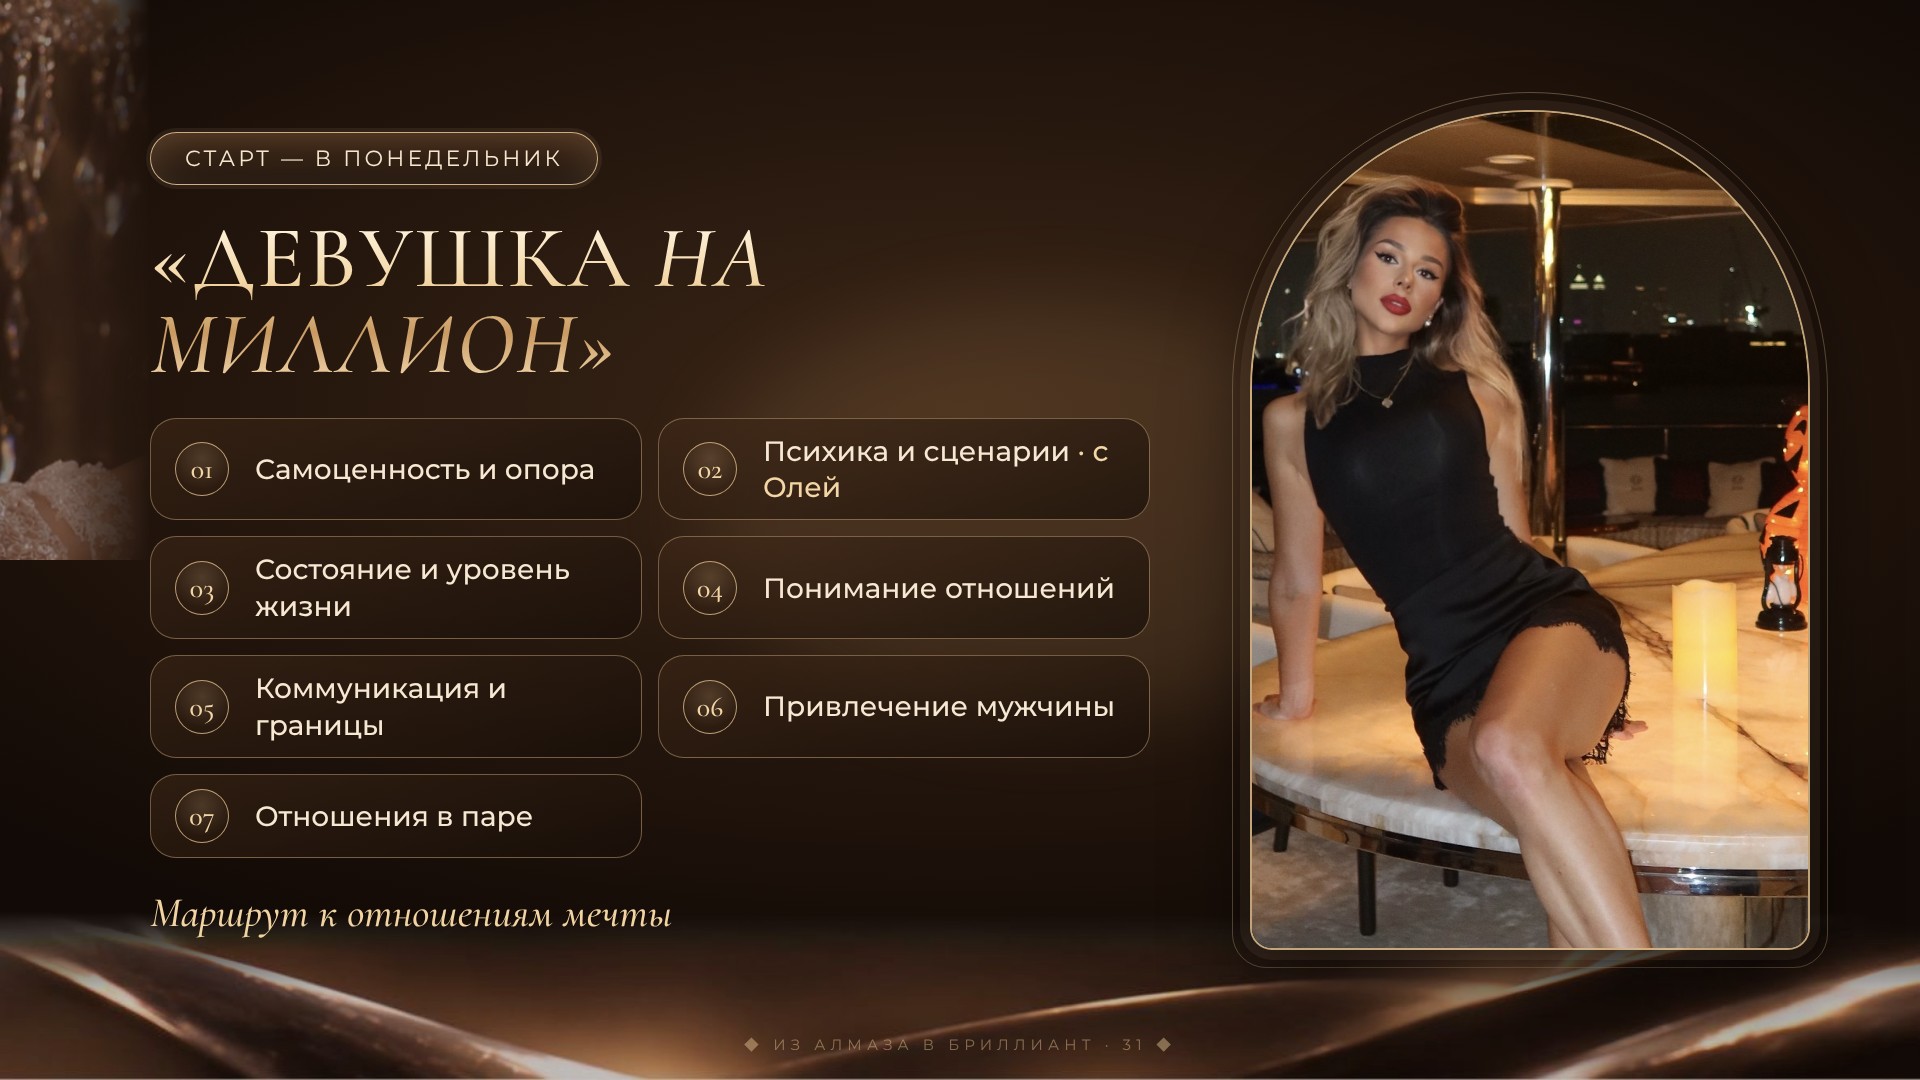 СТАРТ — В ПОНЕДЕЛЬНИК
«ДЕВУШКА НА
МИЛЛИОН»
01 Самоценность и опора
02 Психика и сценарии · с
Олей
03 Состояние и уровень
жизни
04 Понимание отношений
05 Коммуникация и
границы
06 Привлечение мужчины
07 Отношения в паре
Маршрут к отношениям мечты
◆ ИЗ АЛМАЗА В БРИЛЛИАНТ · 31 ◆